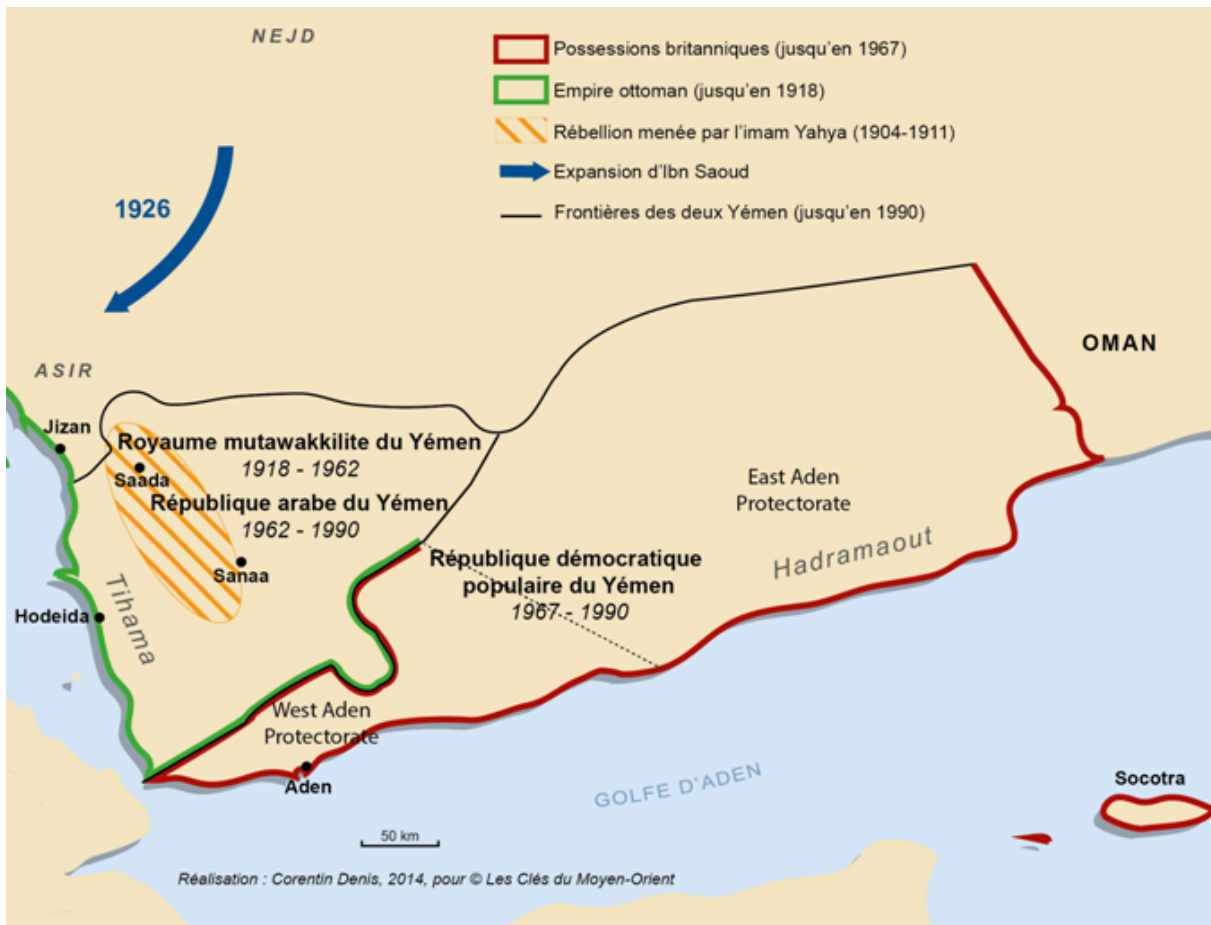 NEJD
Possessions britanniques (jusqu'en 1967)
Empire ottoman (jusqu'en 1918)
Rébellion menée par l'imam Yahya (1904-1911)
Expansion d'Ibn Saoud
Frontières des deux Yémen (jusqu'en 1990)
1926
ASIR
OMAN
Jizan
Royaume mutawakkilite du Yémen
1918 - 1962
Saada
République arabe du Yémen
1962 - 1990
Sanaa
East Aden
Protectorate
Hadramaout
République démocratique
populaire du Yémen
1967 - 1990
Hodeida
Tihama
West Aden
Protectorate
Aden
GOLFE D'ADEN
Socotra
50 km
Réalisation : Corentin Denis, 2014, pour © Les Clés du Moyen-Orient